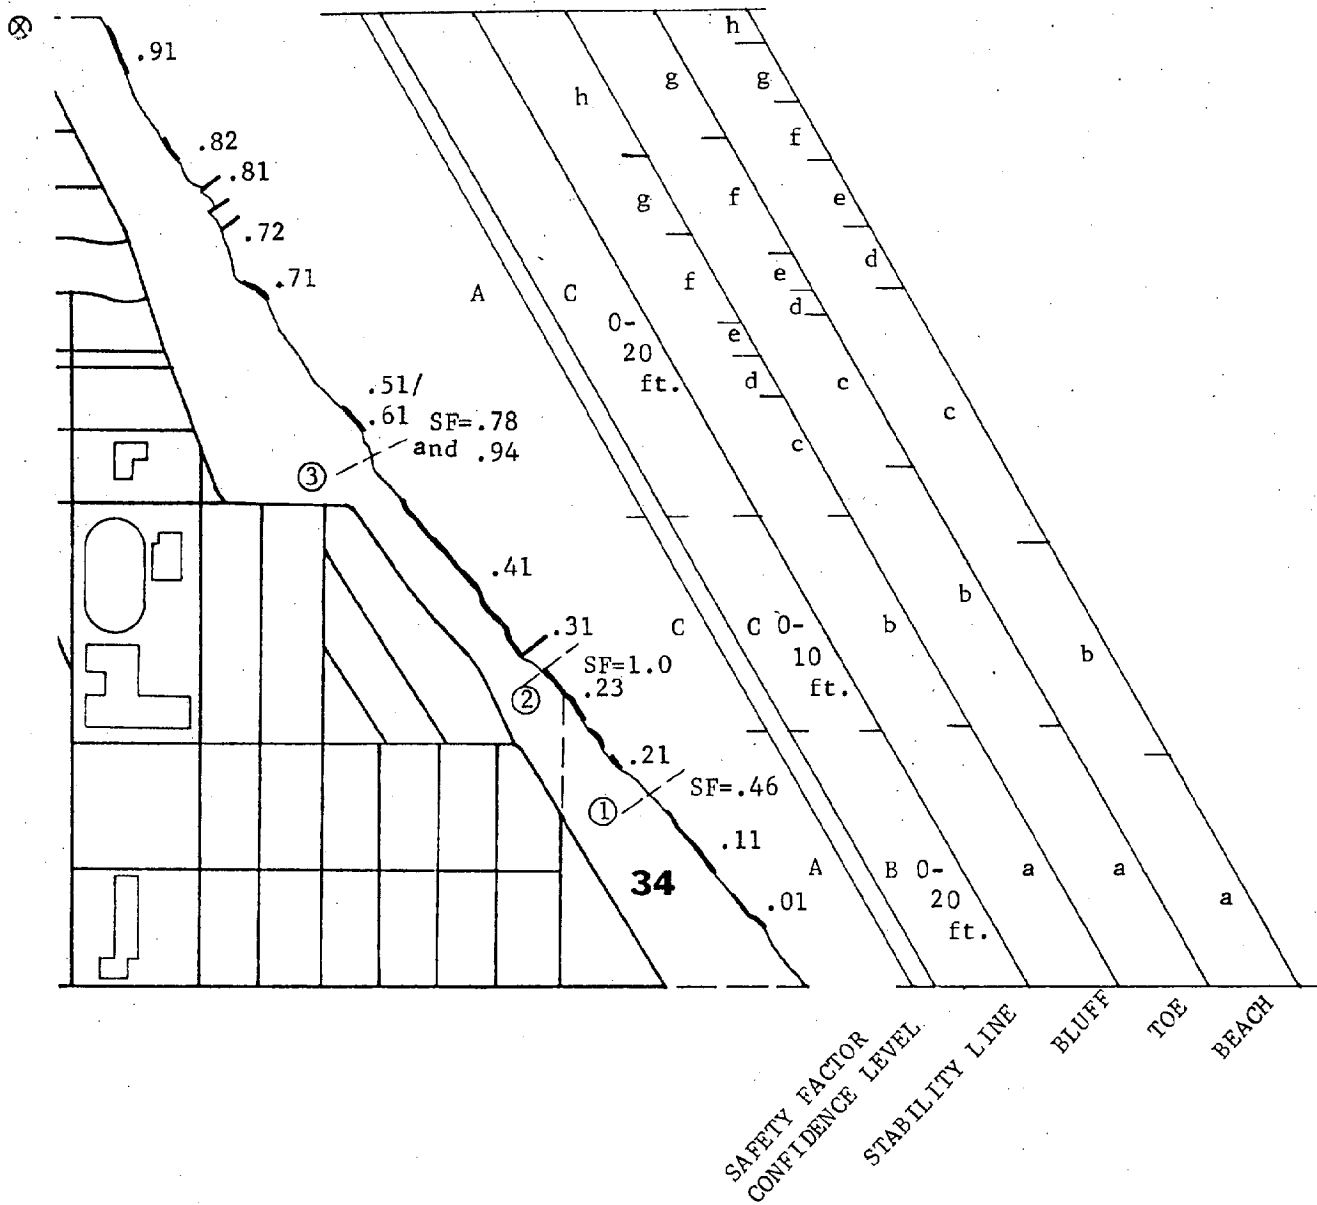 .91
.82
.81
.72
.71
.51/
.61
SF=.78
and .94
3
.41
.31
SF=1.0
.23
2
.21
SF=.46
1
.11
34
.01
A
C
0-
20
ft.
h
g
f
e
d
c
g
f
e
d
c
h
g
f
e
d
c
C
C
0-
10
ft.
b
b
b
A
B
0-
20
ft.
a
a
a
SAFETY FACTOR
CONFIDENCE LEVEL
STABILITY LINE
BLUFF
TOE
BEACH